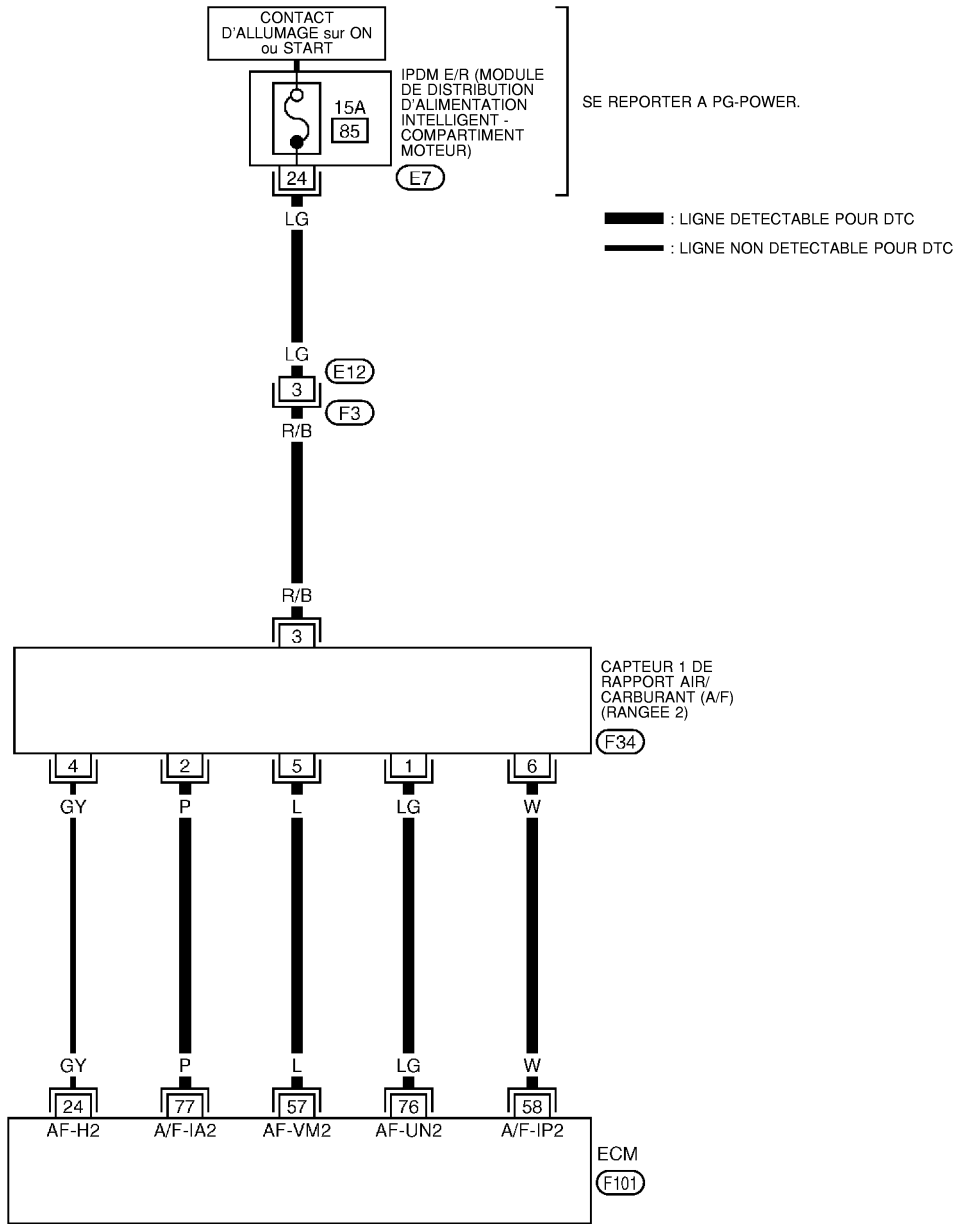 CONTACT
D'ALLUMAGE sur ON
ou START
IPDM E/R (MODULE
DE DISTRIBUTION
D'ALIMENTATION
INTELLIGENT -
COMPARTIMENT
MOTEUR)
15A
85
SE REPORTER A PG-POWER.
24
E7
LG
: LIGNE DETECTABLE POUR DTC
: LIGNE NON DETECTABLE POUR DTC
LG
E12
3
F3
R/B
R/B
3
CAPTEUR 1 DE
RAPPORT AIR/
CARBURANT (A/F)
(RANGEE 2)
F34
4 2 5 1 6
GY P L LG W
GY P L LG W
24 77 57 76 58
AF-H2 A/F-IA2 AF-VM2 AF-UN2 A/F-IP2
ECM
F101